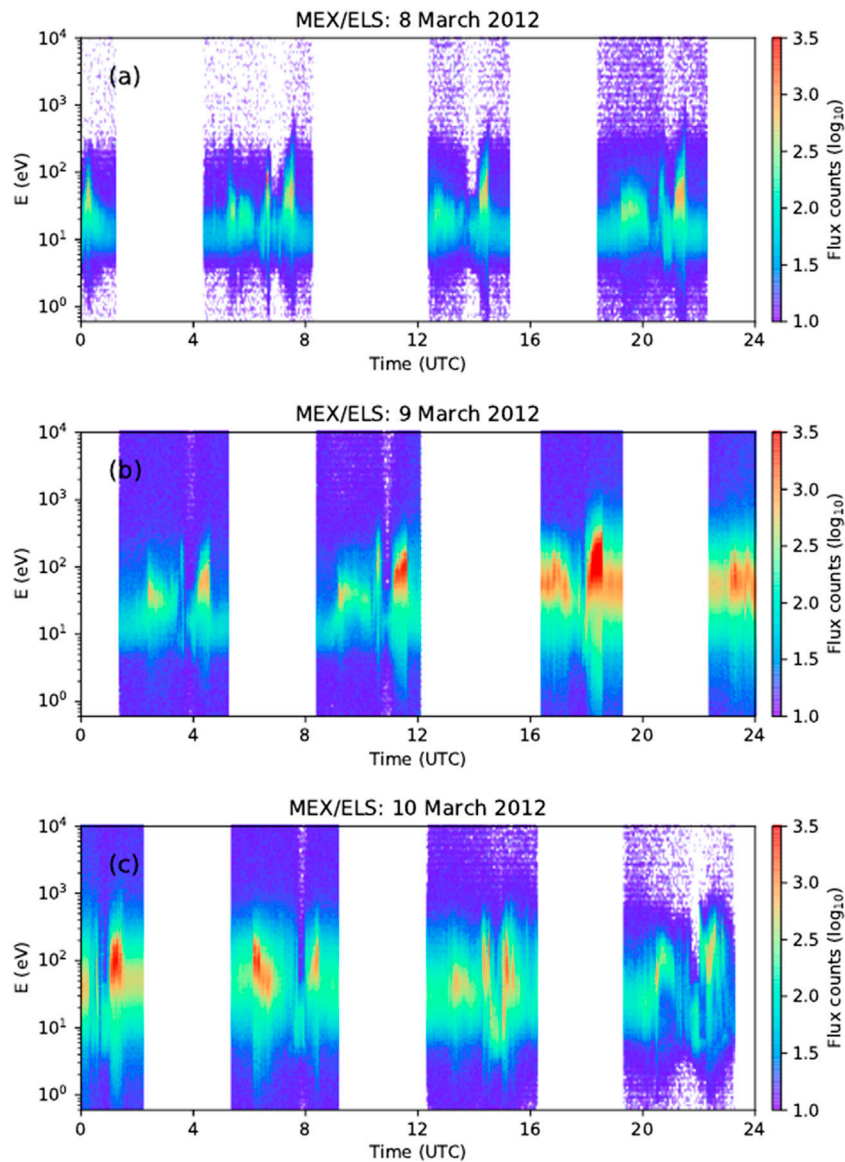 MEX/ELS: 8 March 2012
(a)
E (eV)
10⁴
10³
10²
10¹
10⁰
0 4 8 12 16 20 24
Time (UTC)
3.5
3.0
2.5
2.0
1.5
1.0
Flux counts (log₁₀)
MEX/ELS: 9 March 2012
(b)
E (eV)
10⁴
10³
10²
10¹
10⁰
0 4 8 12 16 20 24
Time (UTC)
3.5
3.0
2.5
2.0
1.5
1.0
Flux counts (log₁₀)
MEX/ELS: 10 March 2012
(c)
E (eV)
10⁴
10³
10²
10¹
10⁰
0 4 8 12 16 20 24
Time (UTC)
3.5
3.0
2.5
2.0
1.5
1.0
Flux counts (log₁₀)